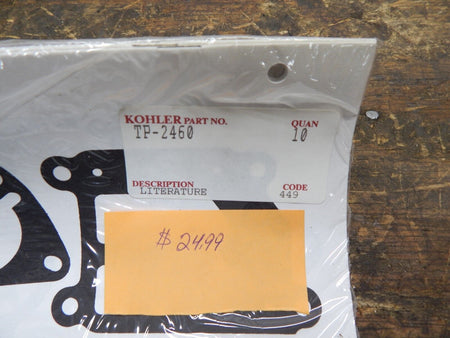 KOHLER PART NO. QUAN
TP-2460 10
DESCRIPTION CODE
LITERATURE 449
$ 24.99